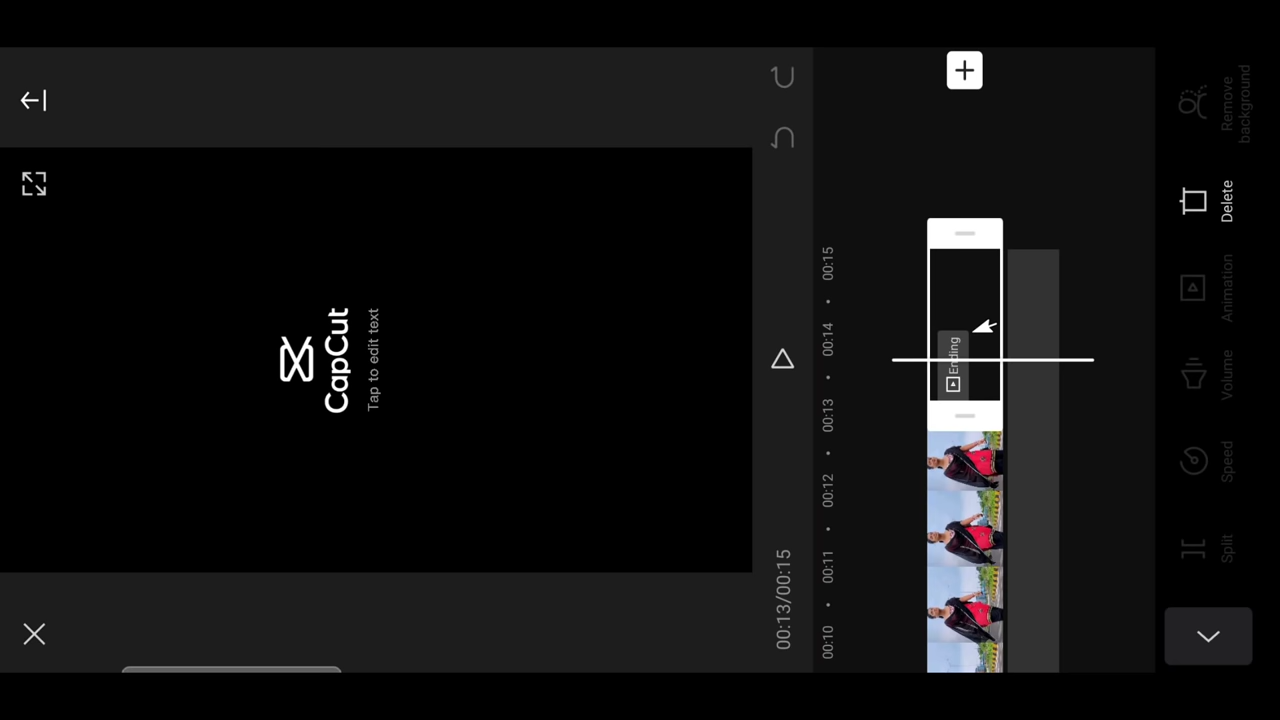 CapCut
Tap to edit text
00:13/00:15
00:10 • 00:11 • 00:12 • 00:13 • 00:14 • 00:15
Ending
Split
Speed
Volume
Animation
Delete
Remove
background